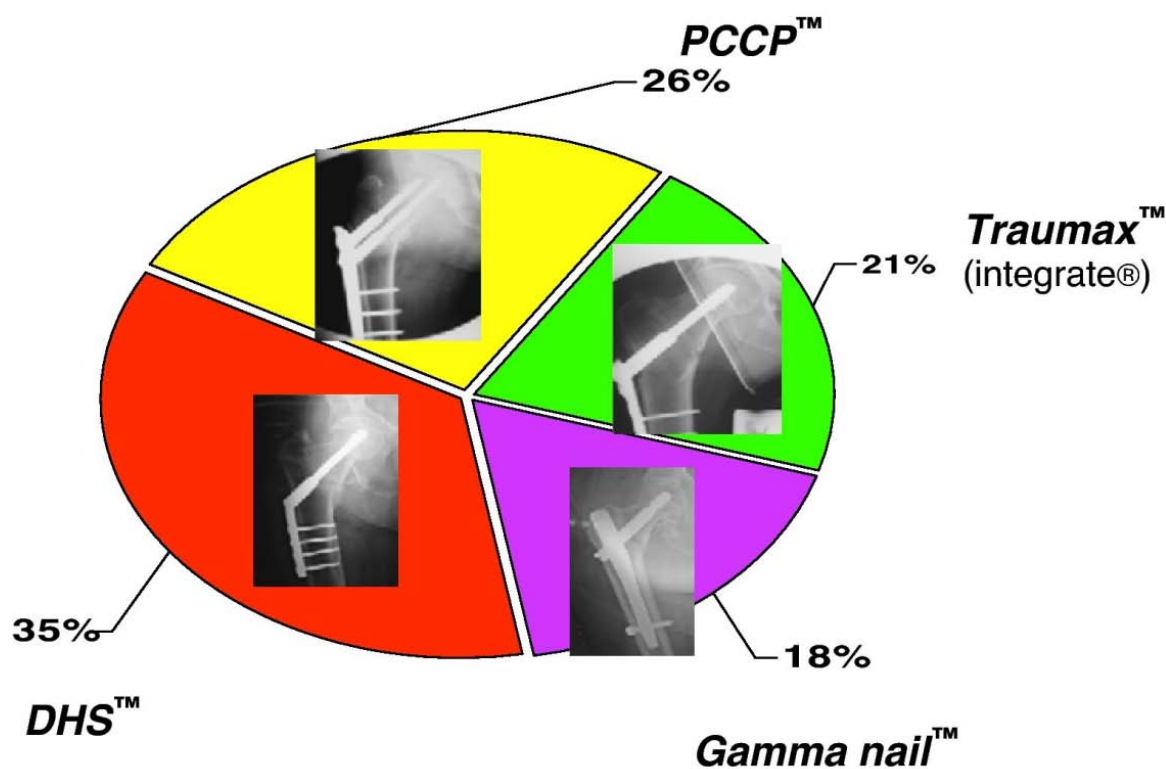 PCCP™
26%
Traumax™
21%
(integrate®)
35%
18%
DHS™
Gamma nail™